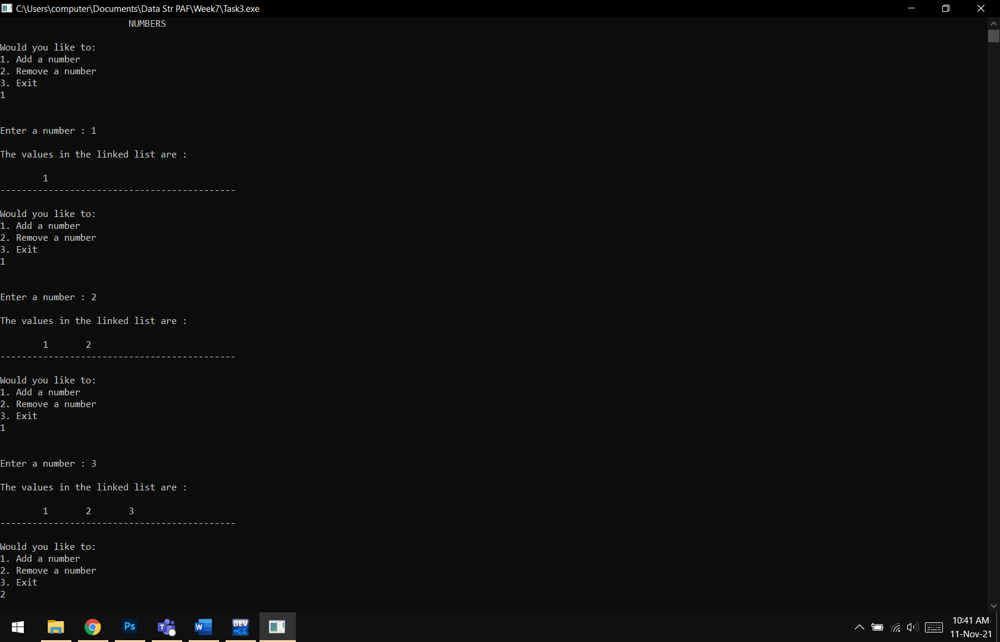 C:\Users\computer\Documents\Data Str PAF\Week7\Task3.exe
NUMBERS
Would you like to:
1. Add a number
2. Remove a number
3. Exit
1
Enter a number : 1
The values in the linked list are :
1
--------------------------------------------
Would you like to:
1. Add a number
2. Remove a number
3. Exit
1
Enter a number : 2
The values in the linked list are :
1 2
--------------------------------------------
Would you like to:
1. Add a number
2. Remove a number
3. Exit
1
Enter a number : 3
The values in the linked list are :
1 2 3
--------------------------------------------
Would you like to:
1. Add a number
2. Remove a number
3. Exit
2
Ps
T
W
DEV
C++
10:41 AM
11-Nov-21